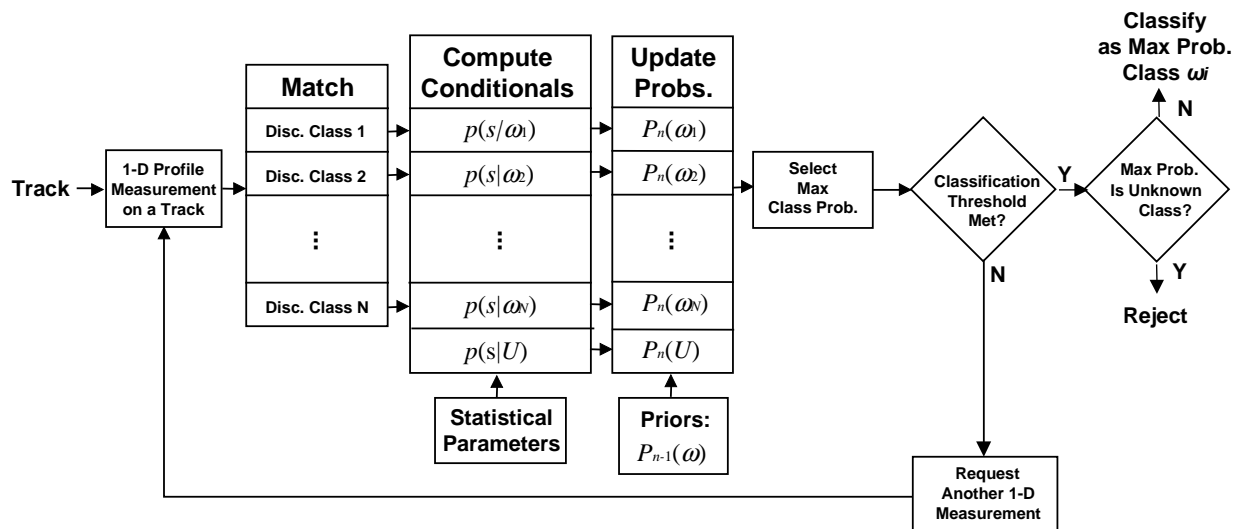 Track
1-D Profile
Measurement
on a Track
Match
Disc. Class 1
Disc. Class 2
⋮
Disc. Class N
Compute
Conditionals
p(s/ω1)
p(s|ω2)
⋮
p(s|ωN)
p(s|U)
Statistical
Parameters
Update
Probs.
Pn(ω1)
Pn(ω2)
⋮
Pn(ωN)
Pn(U)
Priors:
Pn-1(ω)
Select
Max
Class Prob.
Classification
Threshold
Met?
Y
N
Request
Another 1-D
Measurement
Max Prob.
Is Unknown
Class?
N
Classify
as Max Prob.
Class ωi
Y
Reject